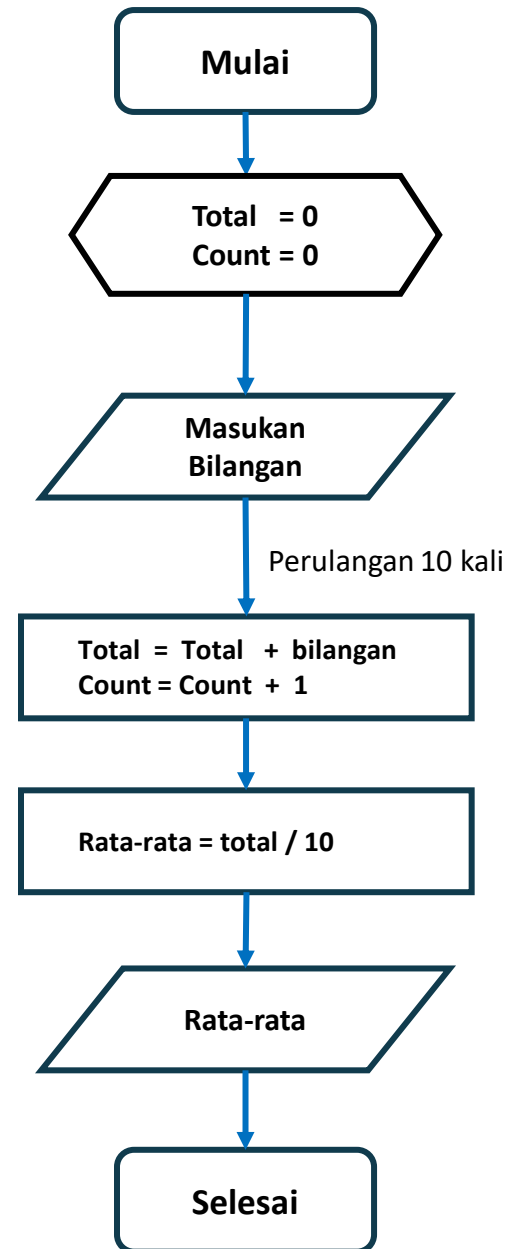 Mulai
Total = 0
Count = 0
Masukan
Bilangan
Perulangan 10 kali
Total = Total + bilangan
Count = Count + 1
Rata-rata = total / 10
Rata-rata
Selesai